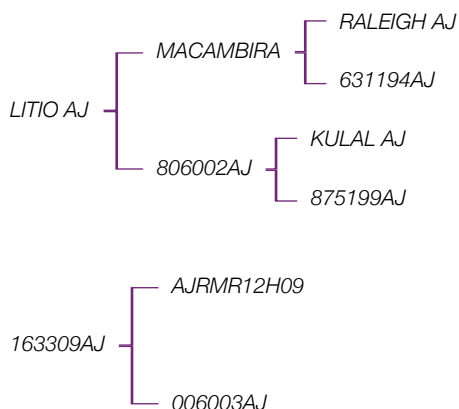 RALEIGH AJ
MACAMBIRA
631194AJ
LITIO AJ
KULAL AJ
806002AJ
875199AJ
AJRMR12H09
163309AJ
006003AJ